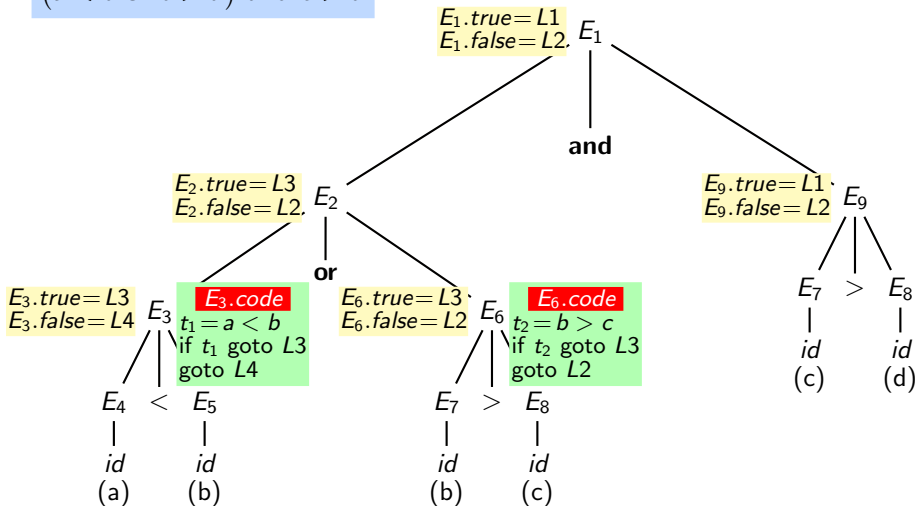 E₁.true=L1
E₁.false=L2
E₁
and
E₂.true=L3
E₂.false=L2
E₂
E₉.true=L1
E₉.false=L2
E₉
or
E₃.true=L3
E₃.false=L4
E₃
E₃.code
t₁=a < b
if t₁ goto L3
goto L4
E₆.true=L3
E₆.false=L2
E₆
E₆.code
t₂=b > c
if t₂ goto L3
goto L2
E₇ > E₈
id id
(c) (d)
E₄ < E₅
id id
(a) (b)
E₇ > E₈
id id
(b) (c)